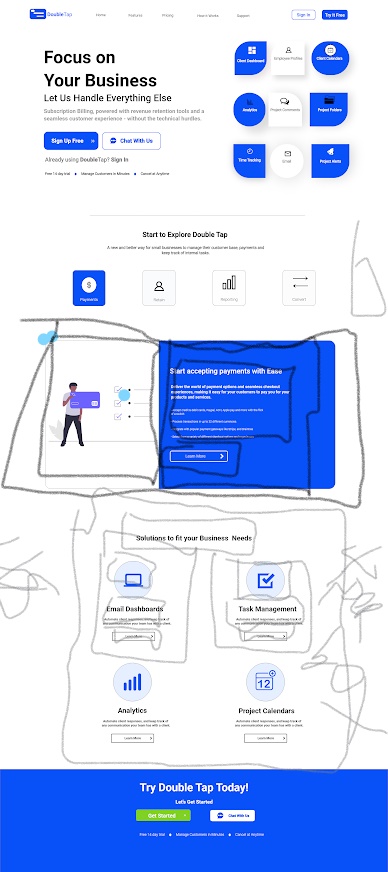 DoubleTap
Home Features Pricing How it Works Support
Sign In Try It Free
Focus on
Your Business
Let Us Handle Everything Else
Subscription Billing, powered with revenue retention tools and a
seamless customer experience - without the technical hurdles.
Sign Up Free
Chat With Us
Already using DoubleTap? Sign In
Free 14 day trial Manage Customers in Minutes Cancel at Anytime
Client Dashboard
Employee Profiles
Client Calendars
Analytics
Project Comments
Project Folders
Time Tracking
Email
Project Alerts
Start to Explore Double Tap
A new and better way for small businesses to manage their customer base payments and
keep track of internal tasks.
Payments
Retain
Reporting
Convert
Start accepting payments with Ease
Deliver the world of payment options and seamless checkout
experiences, making it easy for your customers to pay you for your
products and services.
Learn More
Solutions to fit your Business Needs
Email Dashboards
Automate client responses, and keep track of
any communication your team has with a client.
Learn More
Task Management
Automate client responses, and keep track of
any communication your team has with a client.
Learn More
12
Analytics
Automate client responses, and keep track of
any communication your team has with a client.
Learn More
Project Calendars
Automate client responses, and keep track of
any communication your team has with a client.
Learn More
Try Double Tap Today!
Let's Get Started
Get Started
Chat With Us
Free 14 day trial Manage Customers in Minutes Cancel at Anytime